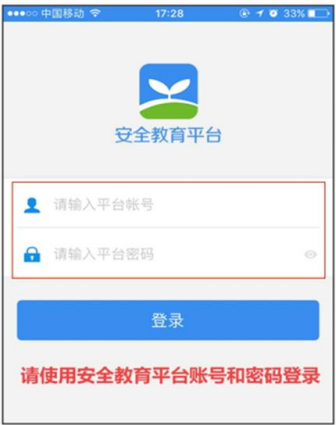 中国移动 17:28 33%
安全教育平台
请输入平台帐号
请输入平台密码
登录
请使用安全教育平台账号和密码登录